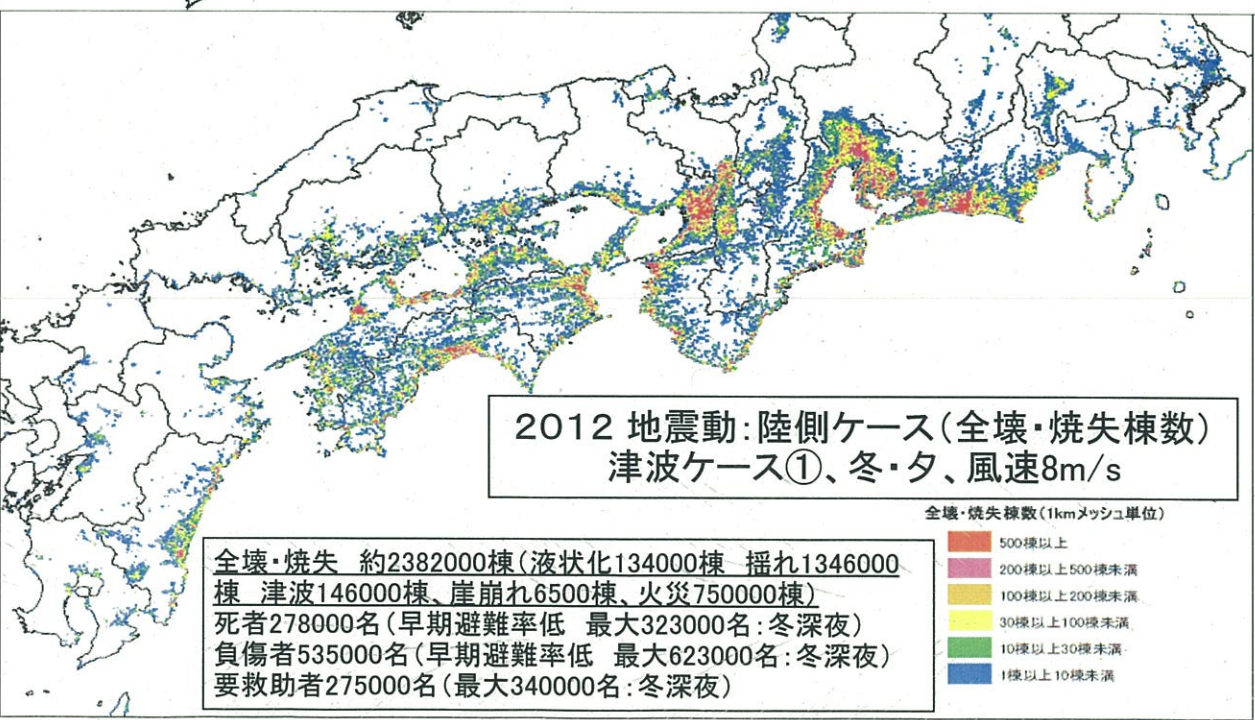 2012 地震動:陸側ケース(全壊・焼失棟数)
津波ケース①、冬・夕、風速8m/s
全壊・焼失棟数(1kmメッシュ単位)
500棟以上
200棟以上500棟未満
100棟以上200棟未満
30棟以上100棟未満
10棟以上30棟未満
1棟以上10棟未満
全壊・焼失 約2382000棟(液状化134000棟 揺れ1346000
棟 津波146000棟、崖崩れ6500棟、火災750000棟)
死者278000名(早期避難率低 最大323000名:冬深夜)
負傷者535000名(早期避難率低 最大623000名:冬深夜)
要救助者275000名(最大340000名:冬深夜)